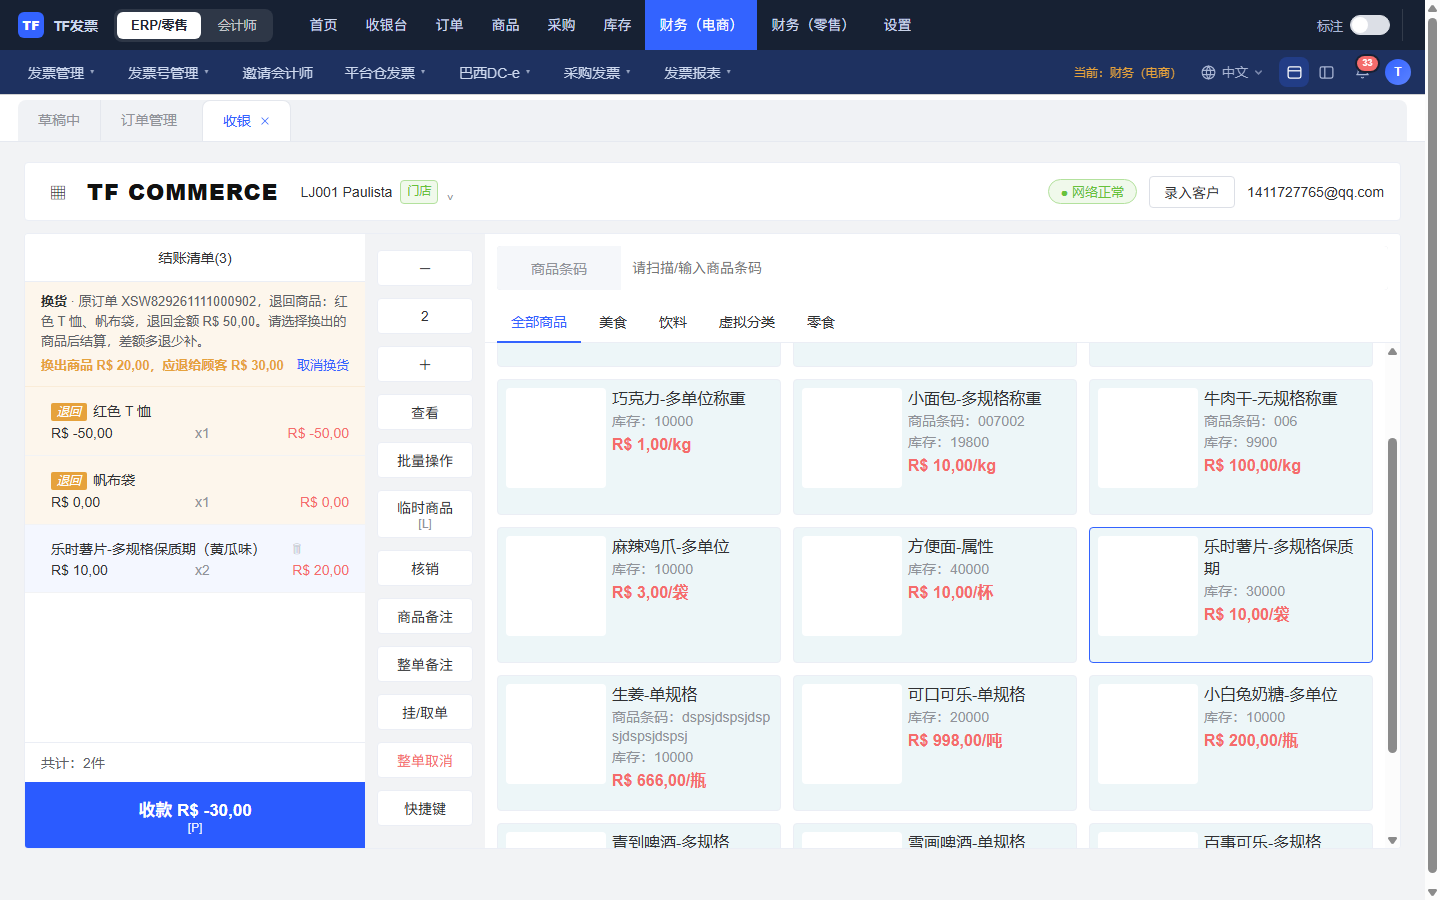 TF TF发票 ERP/零售 会计师 首页 收银台 订单 商品 采购 库存 财务（电商） 财务（零售） 设置 标注
发票管理 发票号管理 邀请会计师 平台仓发票 巴西DC-e 采购发票 发票报表 当前：财务（电商） 中文 33 T
草稿中 订单管理 收银 ×
TF COMMERCE LJ001 Paulista 门店 网络正常 录入客户 1411727765@qq.com
结账清单(3)
换货 · 原订单 XSW829261111000902，退回商品：红
色 T 恤、帆布袋，退回金额 R$ 50,00。请选择换出的
商品后结算，差额多退少补。
换出商品 R$ 20,00，应退给顾客 R$ 30,00 取消换货
退回 红色 T 恤
R$ -50,00 x1 R$ -50,00
退回 帆布袋
R$ 0,00 x1 R$ 0,00
乐时薯片-多规格保质期（黄瓜味）
R$ 10,00 x2 R$ 20,00
共计：2件
收款 R$ -30,00
[P]
—
2
+
查看
批量操作
临时商品
[L]
核销
商品备注
整单备注
挂/取单
整单取消
快捷键
商品条码 请扫描/输入商品条码
全部商品 美食 饮料 虚拟分类 零食
巧克力-多单位称重
库存：10000
R$ 1,00/kg
小面包-多规格称重
商品条码：007002
库存：19800
R$ 10,00/kg
牛肉干-无规格称重
商品条码：006
库存：9900
R$ 100,00/kg
麻辣鸡爪-多单位
库存：10000
R$ 3,00/袋
方便面-属性
库存：40000
R$ 10,00/杯
乐时薯片-多规格保质
期
库存：30000
R$ 10,00/袋
生姜-单规格
商品条码：dspsjdspsjdsp
sjdspsjdspsj
库存：10000
R$ 666,00/瓶
可口可乐-单规格
库存：20000
R$ 998,00/吨
小白兔奶糖-多单位
库存：10000
R$ 200,00/瓶
青到啤酒-多规格
雪画啤酒-单规格
百事可乐-多规格